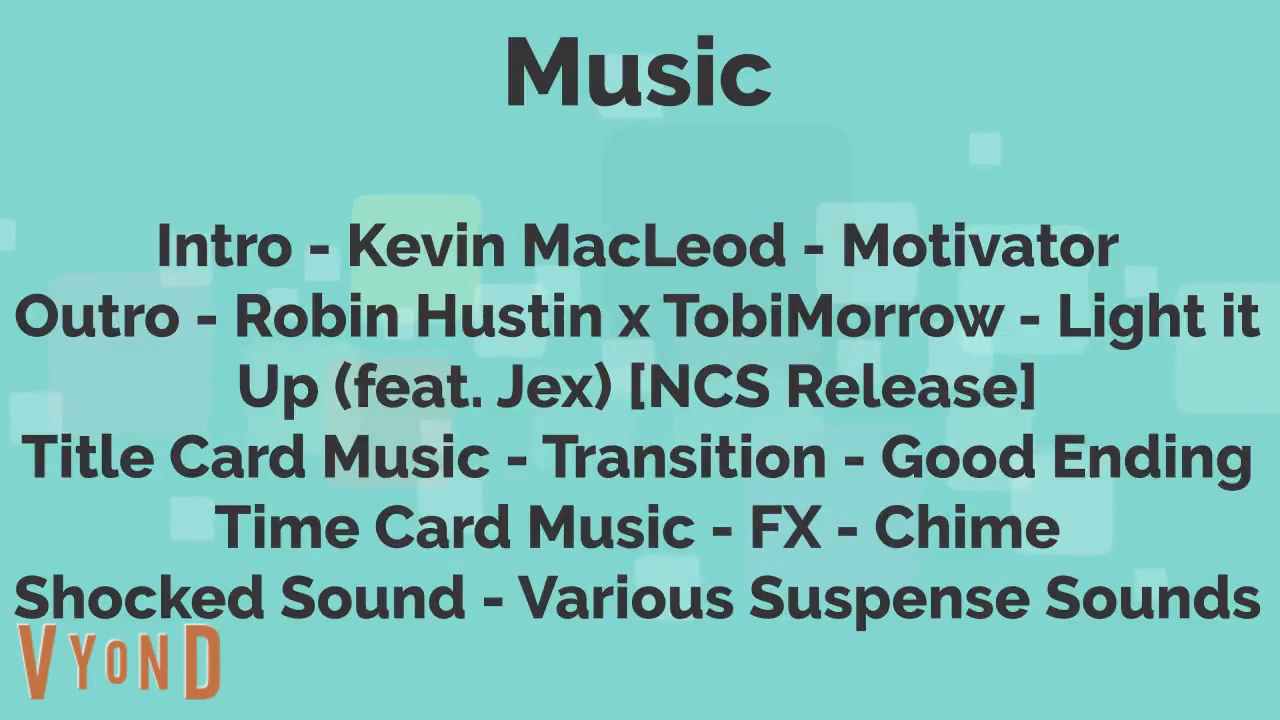 Music
Intro - Kevin MacLeod - Motivator
Outro - Robin Hustin x TobiMorrow - Light it
Up (feat. Jex) [NCS Release]
Title Card Music - Transition - Good Ending
Time Card Music - FX - Chime
Shocked Sound - Various Suspense Sounds
VYOND